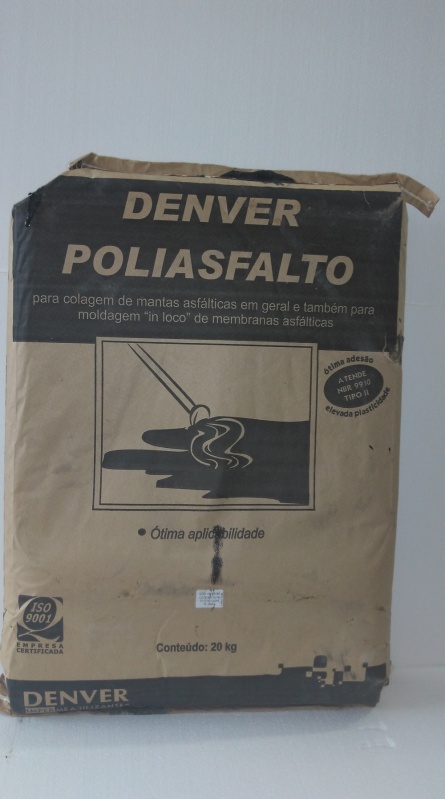 DENVER
POLIASFALTO
para colagem de mantas asfálticas em geral e também para
moldagem "in loco" de membranas asfálticas
ótima adesão
ATENDE
NBR 9910
TIPO II
elevada plasticidade
• Ótima aplicabilidade
ISO
9001
EMPRESA
CERTIFICADA
Conteúdo: 20 kg
DENVER
IMPERMEABILIZANTES